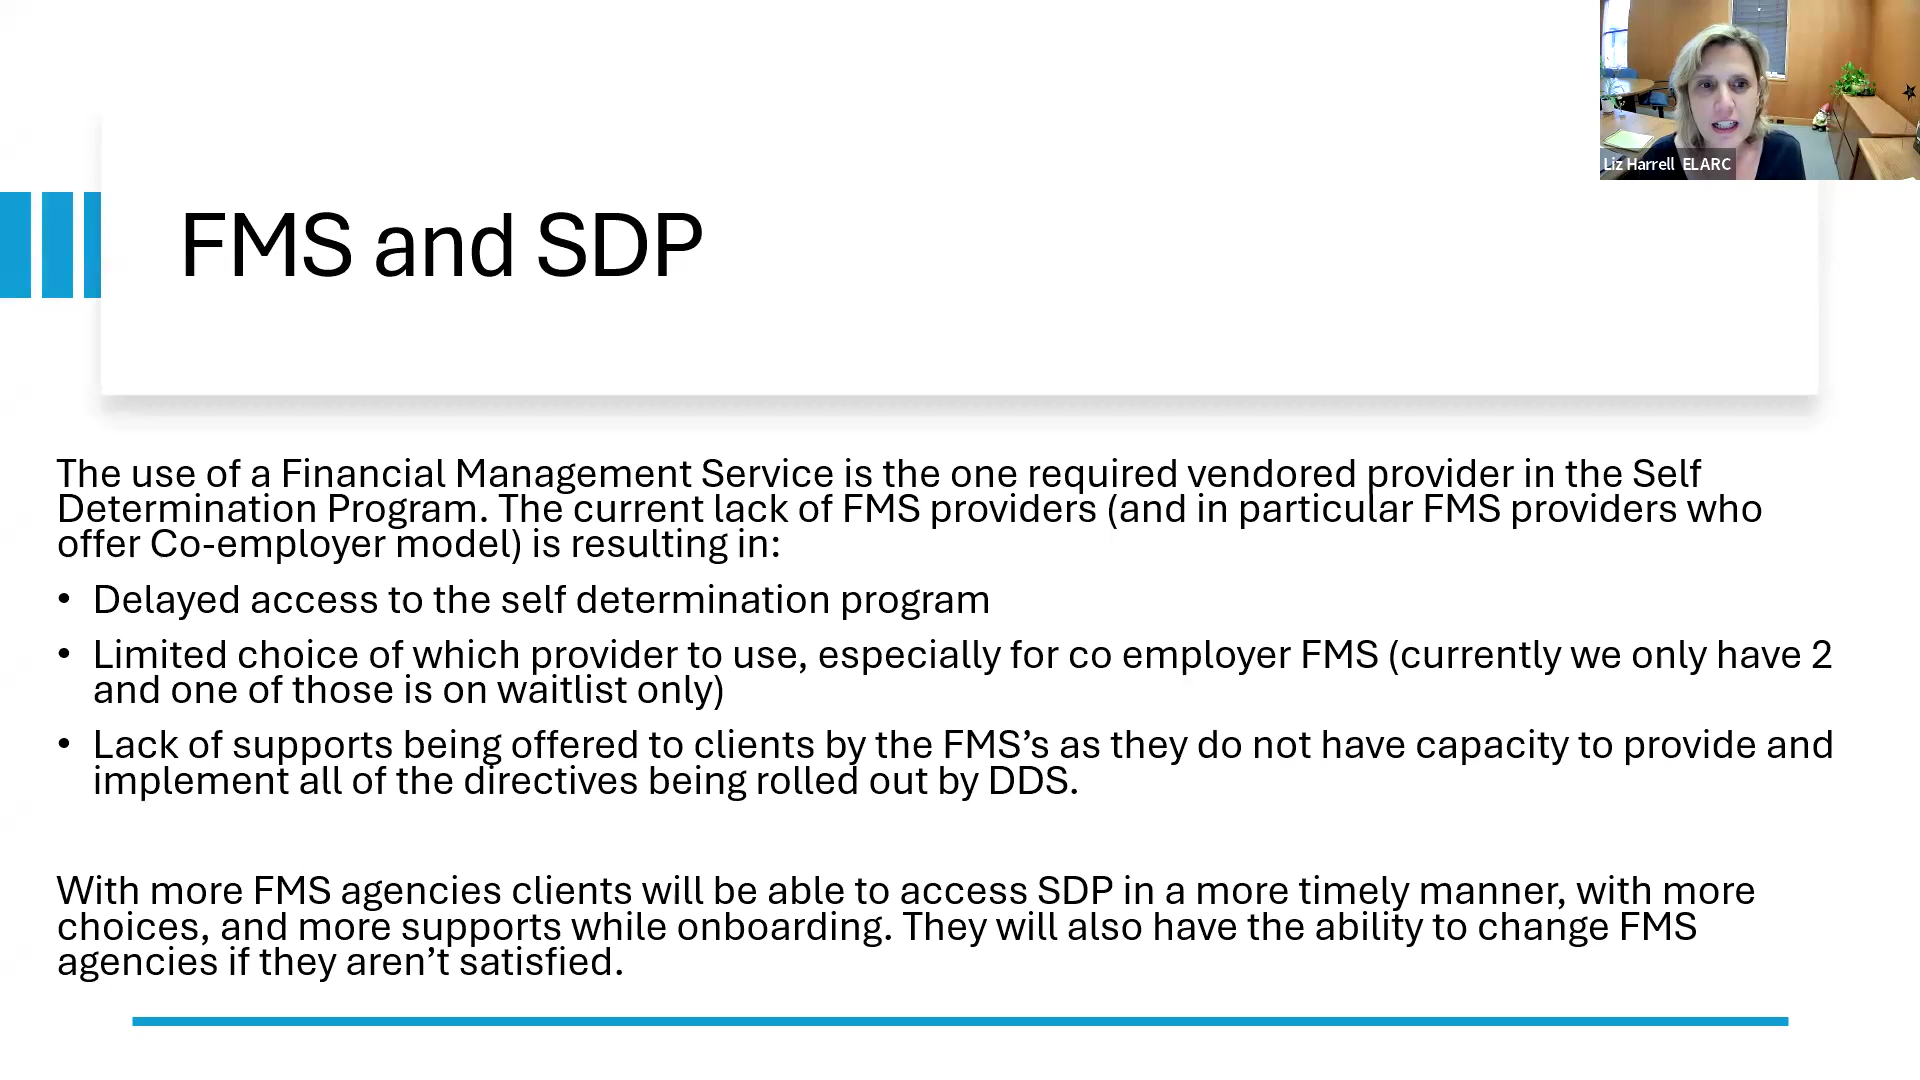 Liz Harrell ELARC
FMS and SDP
The use of a Financial Management Service is the one required vendored provider in the Self
Determination Program. The current lack of FMS providers (and in particular FMS providers who
offer Co-employer model) is resulting in:
• Delayed access to the self determination program
• Limited choice of which provider to use, especially for co employer FMS (currently we only have 2
and one of those is on waitlist only)
• Lack of supports being offered to clients by the FMS’s as they do not have capacity to provide and
implement all of the directives being rolled out by DDS.
With more FMS agencies clients will be able to access SDP in a more timely manner, with more
choices, and more supports while onboarding. They will also have the ability to change FMS
agencies if they aren’t satisfied.